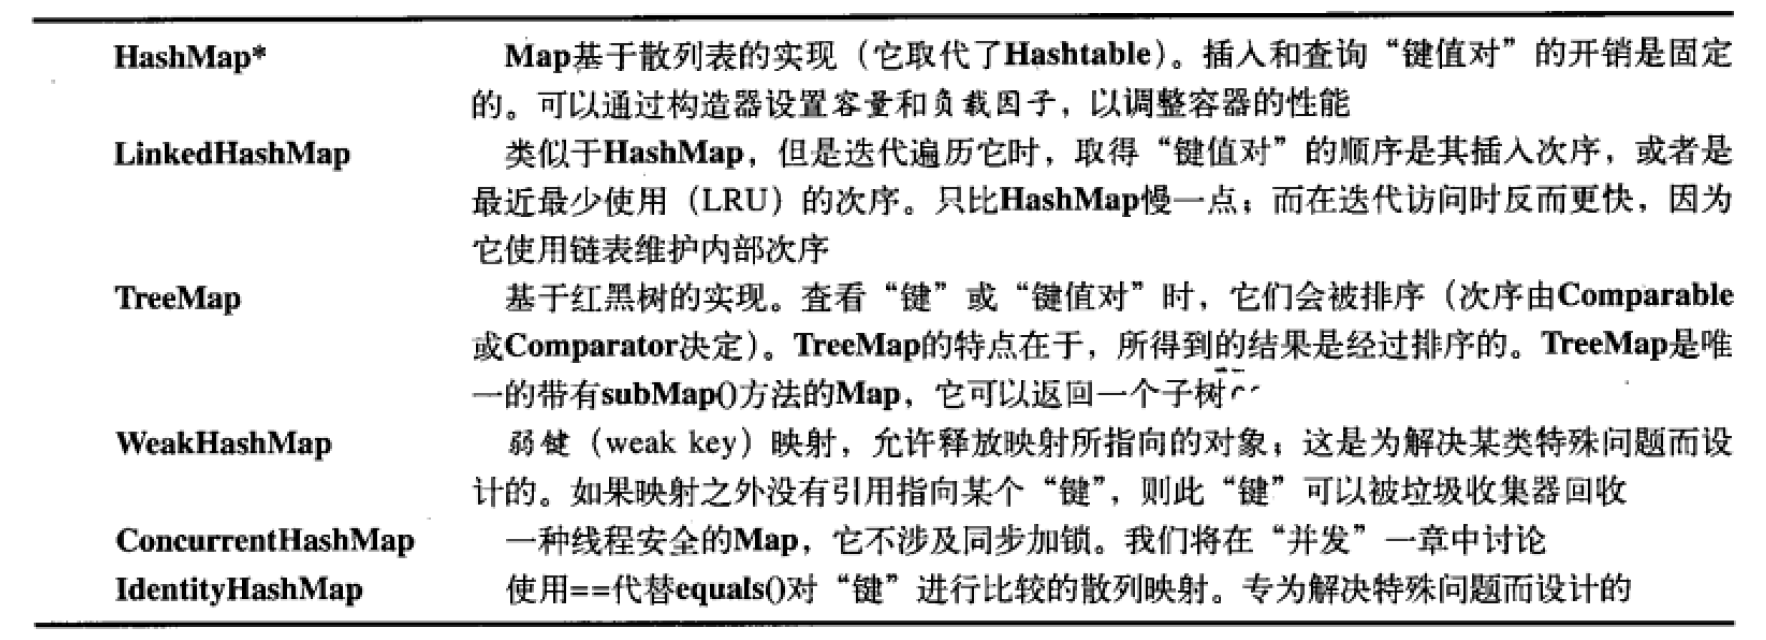 HashMap* Map基于散列表的实现（它取代了Hashtable）。插入和查询“键值对”的开销是固定
的。可以通过构造器设置容量和负载因子，以调整容器的性能
LinkedHashMap 类似于HashMap，但是迭代遍历它时，取得“键值对”的顺序是其插入次序，或者是
最近最少使用（LRU）的次序。只比HashMap慢一点；而在迭代访问时反而更快，因为
它使用链表维护内部次序
TreeMap 基于红黑树的实现。查看“键”或“键值对”时，它们会被排序（次序由Comparable
或Comparator决定）。TreeMap的特点在于，所得到的结果是经过排序的。TreeMap是唯
一的带有subMap()方法的Map，它可以返回一个子树
WeakHashMap 弱键（weak key）映射，允许释放映射所指向的对象；这是为解决某类特殊问题而设
计的。如果映射之外没有引用指向某个“键”，则此“键”可以被垃圾收集器回收
ConcurrentHashMap 一种线程安全的Map，它不涉及同步加锁。我们将在“并发”一章中讨论
IdentityHashMap 使用==代替equals()对“键”进行比较的散列映射。专为解决特殊问题而设计的